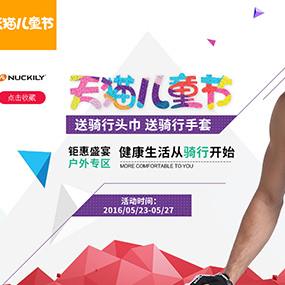 天猫儿童节
NUCKILY
点击收藏
天猫儿童节
送骑行头巾 送骑行手套
钜惠盛宴
户外专区
健康生活从骑行开始
MORE COMFORTABLE TO YOU
活动时间：
2016/05/23-05/27